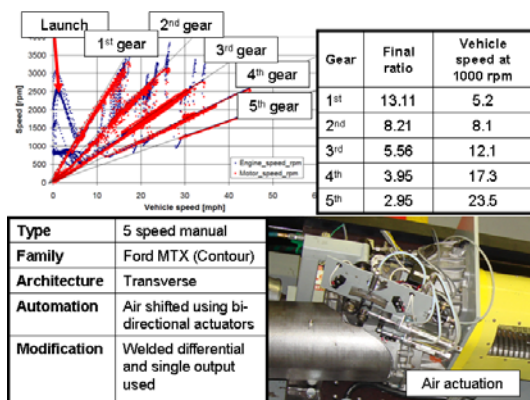 Launch
1st gear
2nd gear
3rd gear
4th gear
5th gear
Speed [rpm]
4000
3500
3000
2500
2000
1500
1000
500
0
0 10 20 30 40 50
Engine_speed_rpm
Motor_speed_rpm
Vehicle speed [mph]
Gear Final ratio Vehicle speed at 1000 rpm
1st 13.11 5.2
2nd 8.21 8.1
3rd 5.56 12.1
4th 3.95 17.3
5th 2.95 23.5
Type 5 speed manual
Family Ford MTX (Contour)
Architecture Transverse
Automation Air shifted using bi-
directional actuators
Modification Welded differential
and single output
used
Air actuation